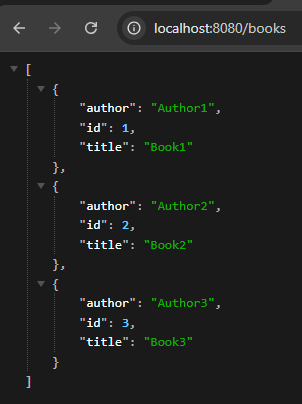 localhost:8080/books
[
{
"author": "Author1",
"id": 1,
"title": "Book1"
},
{
"author": "Author2",
"id": 2,
"title": "Book2"
},
{
"author": "Author3",
"id": 3,
"title": "Book3"
}
]